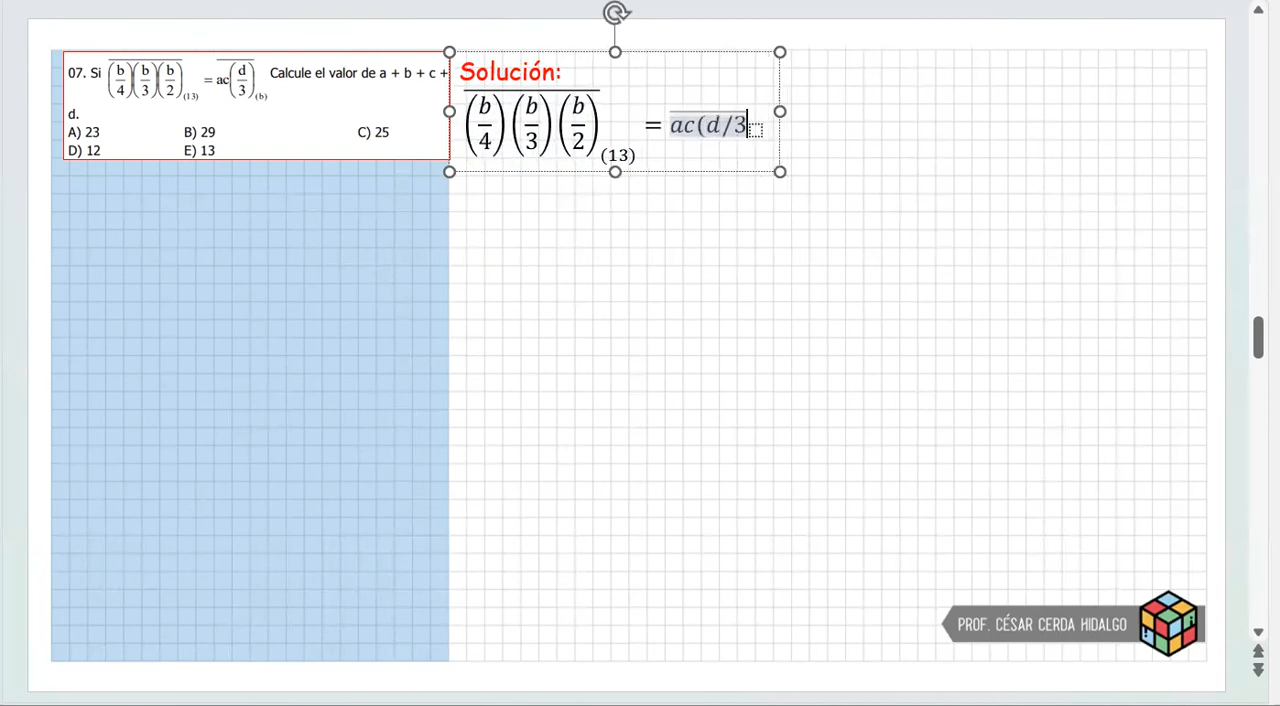 07. Si (b/4)(b/3)(b/2)(13) = ac(d/3)(b) Calcule el valor de a + b + c +
d.
A) 23 B) 29 C) 25
D) 12 E) 13
Solución:
(b/4)(b/3)(b/2)(13) = ac(d/3
PROF. CÉSAR CERDA HIDALGO